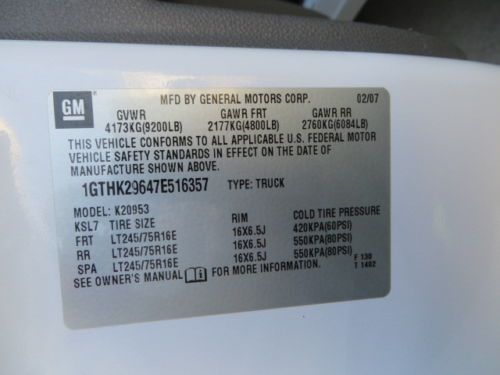 GM
MFD BY GENERAL MOTORS CORP. 02/07
GVWR GAWR FRT GAWR RR
4173KG(9200LB) 2177KG(4800LB) 2760KG(6084LB)
THIS VEHICLE CONFORMS TO ALL APPLICABLE U.S. FEDERAL MOTOR
VEHICLE SAFETY STANDARDS IN EFFECT ON THE DATE OF
MANUFACTURE SHOWN ABOVE.
1GTHK29647E516357 TYPE: TRUCK
MODEL: K20953
KSL7 TIRE SIZE RIM COLD TIRE PRESSURE
FRT LT245/75R16E 16X6.5J 420KPA(60PSI)
RR LT245/75R16E 16X6.5J 550KPA(80PSI)
SPA LT245/75R16E 16X6.5J 550KPA(80PSI)
SEE OWNER'S MANUAL FOR MORE INFORMATION.
F 130
T 1402